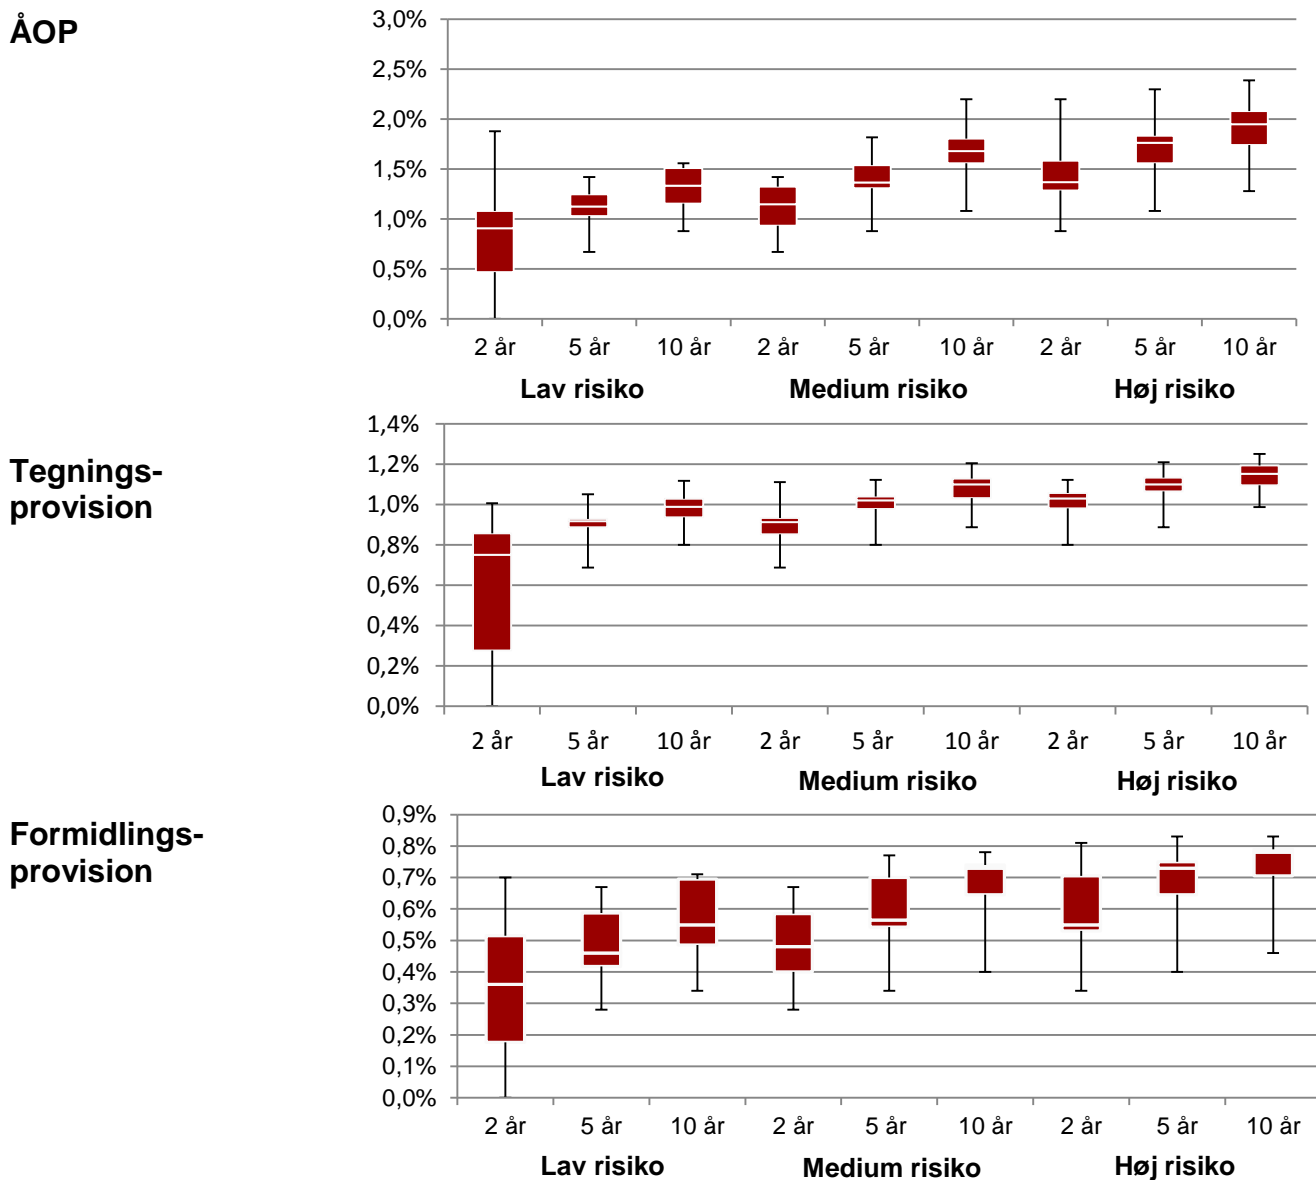 ÅOP
3,0%
2,5%
2,0%
1,5%
1,0%
0,5%
0,0%
2 år 5 år 10 år 2 år 5 år 10 år 2 år 5 år 10 år
Lav risiko Medium risiko Høj risiko
Tegnings-
provision
1,4%
1,2%
1,0%
0,8%
0,6%
0,4%
0,2%
0,0%
2 år 5 år 10 år 2 år 5 år 10 år 2 år 5 år 10 år
Lav risiko Medium risiko Høj risiko
Formidlings-
provision
0,9%
0,8%
0,7%
0,6%
0,5%
0,4%
0,3%
0,2%
0,1%
0,0%
2 år 5 år 10 år 2 år 5 år 10 år 2 år 5 år 10 år
Lav risiko Medium risiko Høj risiko